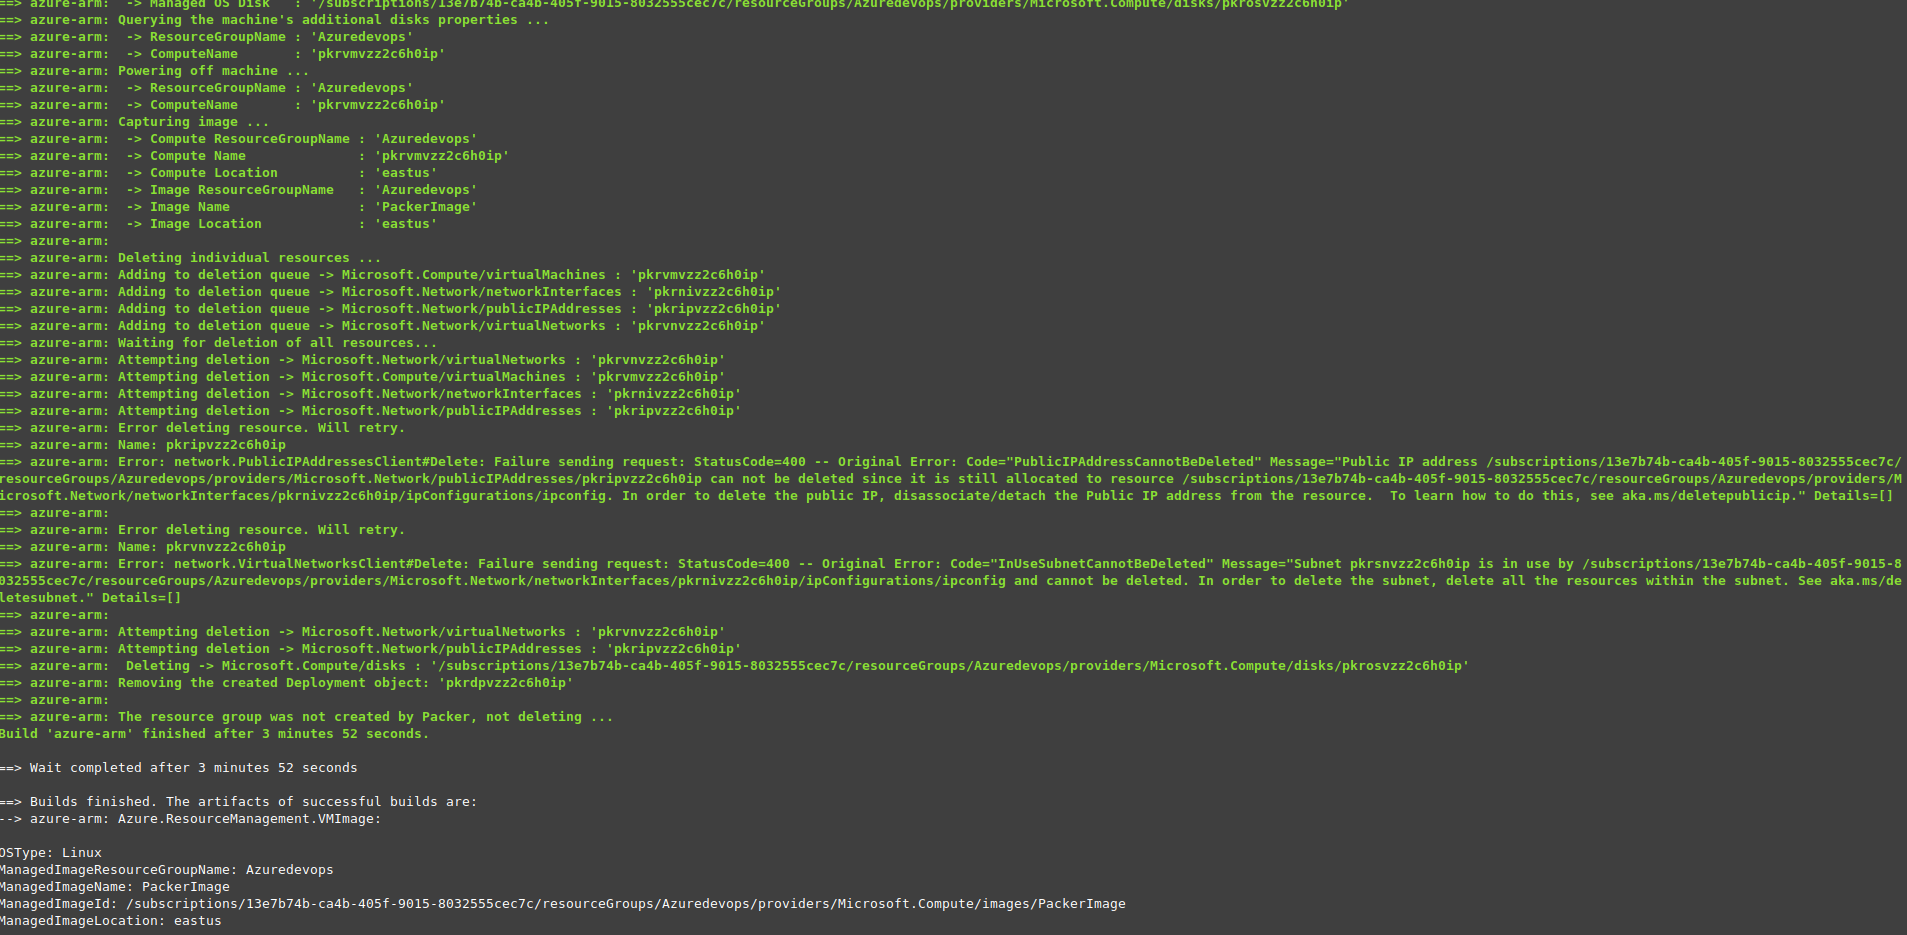 ==> azure-arm:  -> Managed OS Disk   : '/subscriptions/13e7b74b-ca4b-405f-9015-8032555cec7c/resourceGroups/Azuredevops/providers/Microsoft.Compute/disks/pkrosvzz2c6h0ip'
==> azure-arm: Querying the machine's additional disks properties ...
==> azure-arm:  -> ResourceGroupName : 'Azuredevops'
==> azure-arm:  -> ComputeName       : 'pkrvmvzz2c6h0ip'
==> azure-arm: Powering off machine ...
==> azure-arm:  -> ResourceGroupName : 'Azuredevops'
==> azure-arm:  -> ComputeName       : 'pkrvmvzz2c6h0ip'
==> azure-arm: Capturing image ...
==> azure-arm:  -> Compute ResourceGroupName : 'Azuredevops'
==> azure-arm:  -> Compute Name              : 'pkrvmvzz2c6h0ip'
==> azure-arm:  -> Compute Location          : 'eastus'
==> azure-arm:  -> Image ResourceGroupName   : 'Azuredevops'
==> azure-arm:  -> Image Name                : 'PackerImage'
==> azure-arm:  -> Image Location            : 'eastus'
==> azure-arm:
==> azure-arm: Deleting individual resources ...
==> azure-arm: Adding to deletion queue -> Microsoft.Compute/virtualMachines : 'pkrvmvzz2c6h0ip'
==> azure-arm: Adding to deletion queue -> Microsoft.Network/networkInterfaces : 'pkrnivzz2c6h0ip'
==> azure-arm: Adding to deletion queue -> Microsoft.Network/publicIPAddresses : 'pkripvzz2c6h0ip'
==> azure-arm: Adding to deletion queue -> Microsoft.Network/virtualNetworks : 'pkrvnvzz2c6h0ip'
==> azure-arm: Waiting for deletion of all resources...
==> azure-arm: Attempting deletion -> Microsoft.Network/virtualNetworks : 'pkrvnvzz2c6h0ip'
==> azure-arm: Attempting deletion -> Microsoft.Compute/virtualMachines : 'pkrvmvzz2c6h0ip'
==> azure-arm: Attempting deletion -> Microsoft.Network/networkInterfaces : 'pkrnivzz2c6h0ip'
==> azure-arm: Attempting deletion -> Microsoft.Network/publicIPAddresses : 'pkripvzz2c6h0ip'
==> azure-arm: Error deleting resource. Will retry.
==> azure-arm: Name: pkripvzz2c6h0ip
==> azure-arm: Error: network.PublicIPAddressesClient#Delete: Failure sending request: StatusCode=400 -- Original Error: Code="PublicIPAddressCannotBeDeleted" Message="Public IP address /subscriptions/13e7b74b-ca4b-405f-9015-8032555cec7c/
resourceGroups/Azuredevops/providers/Microsoft.Network/publicIPAddresses/pkripvzz2c6h0ip can not be deleted since it is still allocated to resource /subscriptions/13e7b74b-ca4b-405f-9015-8032555cec7c/resourceGroups/Azuredevops/providers/M
icrosoft.Network/networkInterfaces/pkrnivzz2c6h0ip/ipConfigurations/ipconfig. In order to delete the public IP, disassociate/detach the Public IP address from the resource.  To learn how to do this, see aka.ms/deletepublicip." Details=[]
==> azure-arm:
==> azure-arm: Error deleting resource. Will retry.
==> azure-arm: Name: pkrvnvzz2c6h0ip
==> azure-arm: Error: network.VirtualNetworksClient#Delete: Failure sending request: StatusCode=400 -- Original Error: Code="InUseSubnetCannotBeDeleted" Message="Subnet pkrsnvzz2c6h0ip is in use by /subscriptions/13e7b74b-ca4b-405f-9015-8
032555cec7c/resourceGroups/Azuredevops/providers/Microsoft.Network/networkInterfaces/pkrnivzz2c6h0ip/ipConfigurations/ipconfig and cannot be deleted. In order to delete the subnet, delete all the resources within the subnet. See aka.ms/de
letesubnet." Details=[]
==> azure-arm:
==> azure-arm: Attempting deletion -> Microsoft.Network/virtualNetworks : 'pkrvnvzz2c6h0ip'
==> azure-arm: Attempting deletion -> Microsoft.Network/publicIPAddresses : 'pkripvzz2c6h0ip'
==> azure-arm:  Deleting -> Microsoft.Compute/disks : '/subscriptions/13e7b74b-ca4b-405f-9015-8032555cec7c/resourceGroups/Azuredevops/providers/Microsoft.Compute/disks/pkrosvzz2c6h0ip'
==> azure-arm: Removing the created Deployment object: 'pkrdpvzz2c6h0ip'
==> azure-arm:
==> azure-arm: The resource group was not created by Packer, not deleting ...
Build 'azure-arm' finished after 3 minutes 52 seconds.
==> Wait completed after 3 minutes 52 seconds
==> Builds finished. The artifacts of successful builds are:
--> azure-arm: Azure.ResourceManagement.VMImage:
OSType: Linux
ManagedImageResourceGroupName: Azuredevops
ManagedImageName: PackerImage
ManagedImageId: /subscriptions/13e7b74b-ca4b-405f-9015-8032555cec7c/resourceGroups/Azuredevops/providers/Microsoft.Compute/images/PackerImage
ManagedImageLocation: eastus